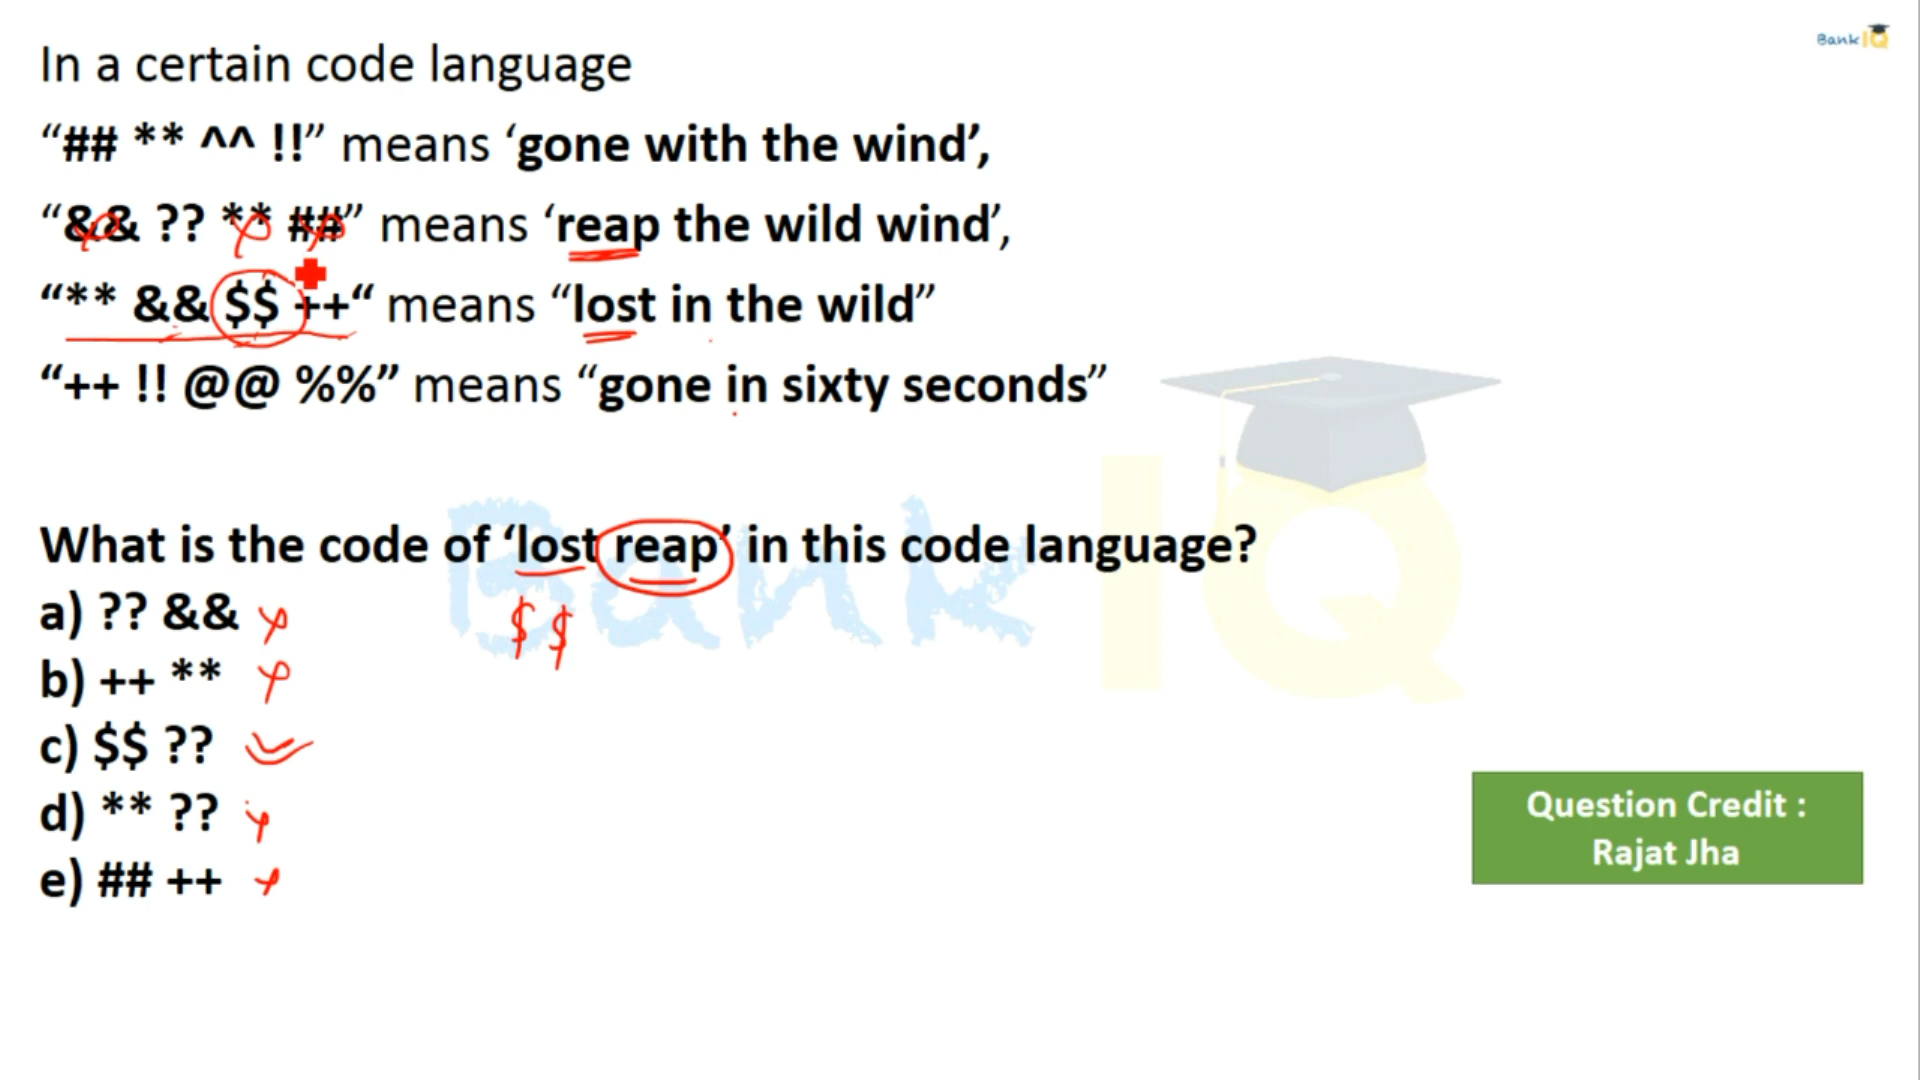 In a certain code language
Bank IQ
“## ** ^^ !!” means ‘gone with the wind’,
“&& ?? ** ##” means ‘reap the wild wind’,
“** && $$ ++“ means “lost in the wild”
“++ !! @@ %%” means “gone in sixty seconds”
Bank IQ
What is the code of ‘lost reap’ in this code language?
a) ?? &&
$ $
b) ++ **
c) $$ ??
d) ** ??
e) ## ++
Question Credit :
Rajat Jha